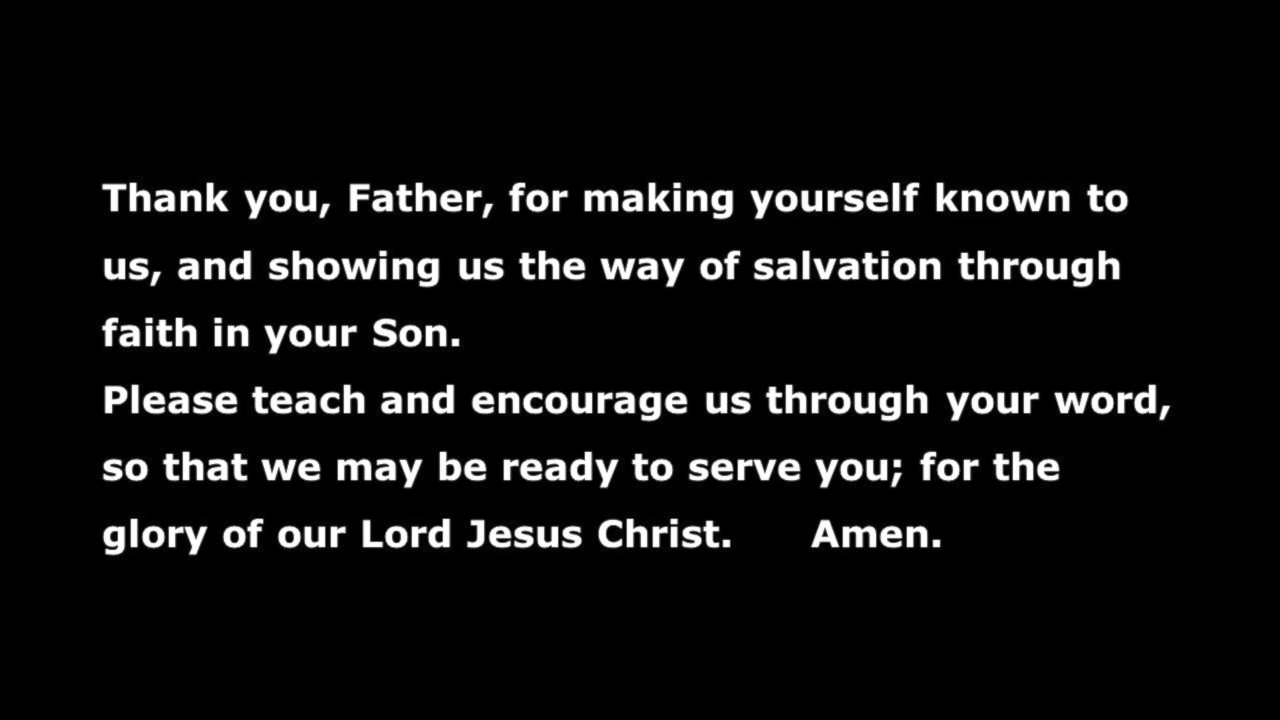 Thank you, Father, for making yourself known to
us, and showing us the way of salvation through
faith in your Son.
Please teach and encourage us through your word,
so that we may be ready to serve you; for the
glory of our Lord Jesus Christ. Amen.